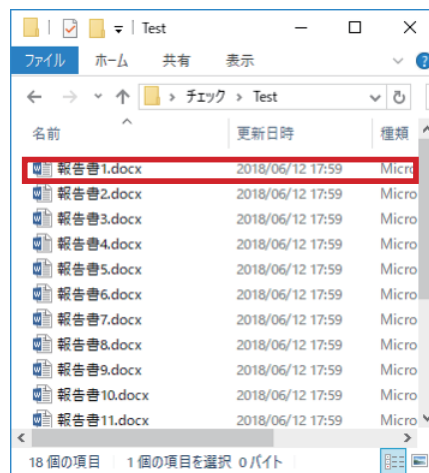 Test
ファイル ホーム 共有 表示
チェック Test
名前 更新日時 種類
報告書1.docx 2018/06/12 17:59 Micro
報告書2.docx 2018/06/12 17:59 Micro
報告書3.docx 2018/06/12 17:59 Micro
報告書4.docx 2018/06/12 17:59 Micro
報告書5.docx 2018/06/12 17:59 Micro
報告書6.docx 2018/06/12 17:59 Micro
報告書7.docx 2018/06/12 17:59 Micro
報告書8.docx 2018/06/12 17:59 Micro
報告書9.docx 2018/06/12 17:59 Micro
報告書10.docx 2018/06/12 17:59 Micro
報告書11.docx 2018/06/12 17:59 Micro
18 個の項目 1 個の項目を選択 0 バイト